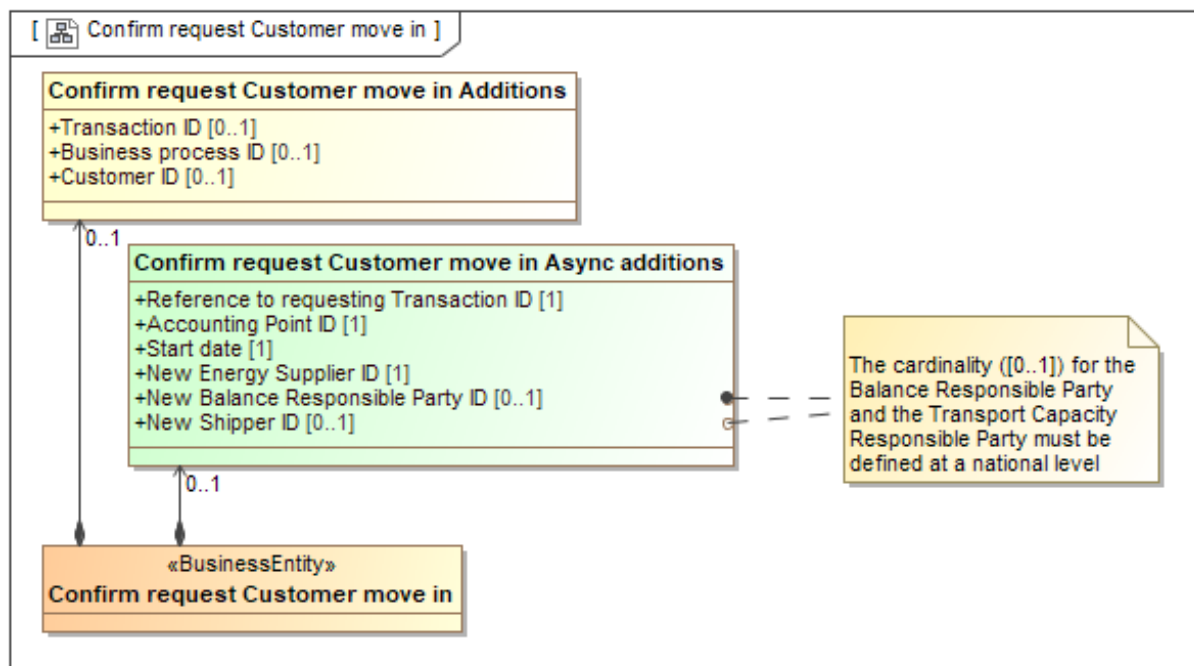 [ Confirm request Customer move in ]
Confirm request Customer move in Additions
+Transaction ID [0..1]
+Business process ID [0..1]
+Customer ID [0..1]
0..1
Confirm request Customer move in Async additions
+Reference to requesting Transaction ID [1]
+Accounting Point ID [1]
+Start date [1]
+New Energy Supplier ID [1]
+New Balance Responsible Party ID [0..1]
+New Shipper ID [0..1]
The cardinality ([0..1]) for the
Balance Responsible Party
and the Transport Capacity
Responsible Party must be
defined at a national level
0..1
«BusinessEntity»
Confirm request Customer move in